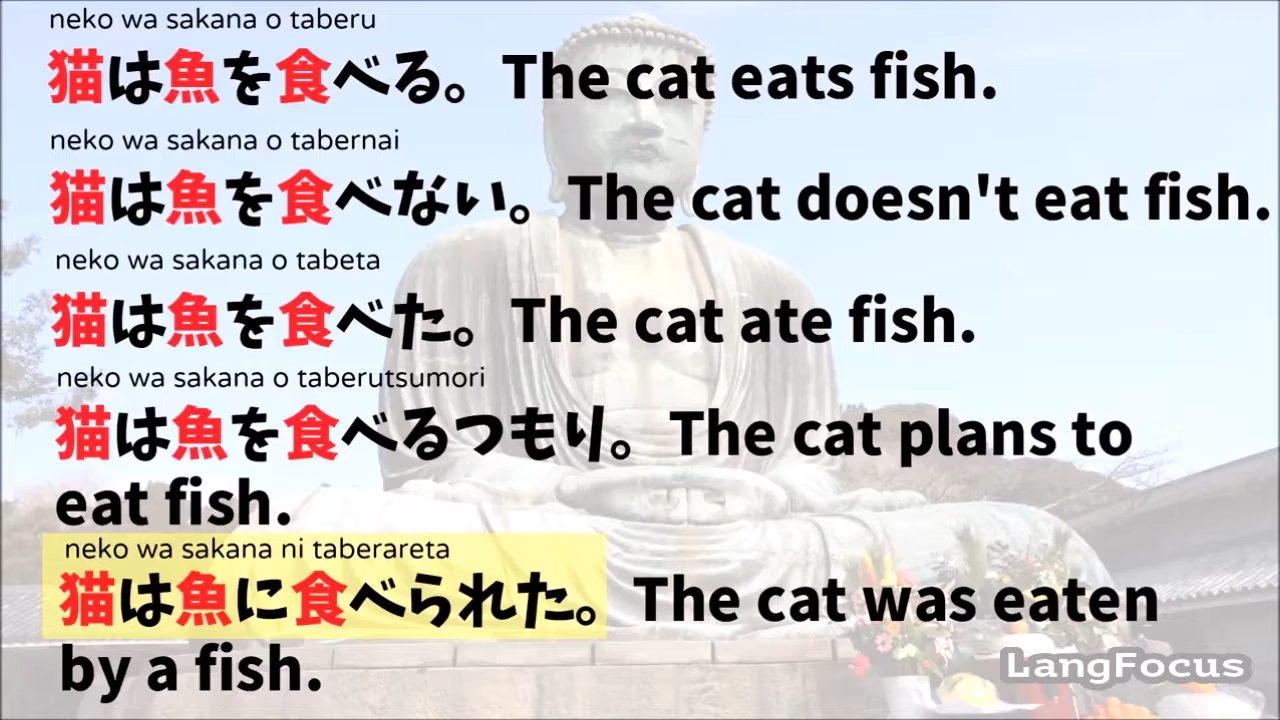 neko wa sakana o taberu
猫は魚を食べる。The cat eats fish.
neko wa sakana o tabernai
猫は魚を食べない。The cat doesn't eat fish.
neko wa sakana o tabeta
猫は魚を食べた。The cat ate fish.
neko wa sakana o taberutsumori
猫は魚を食べるつもり。The cat plans to
eat fish.
neko wa sakana ni taberareta
猫は魚に食べられた。The cat was eaten
by a fish.
LangFocus